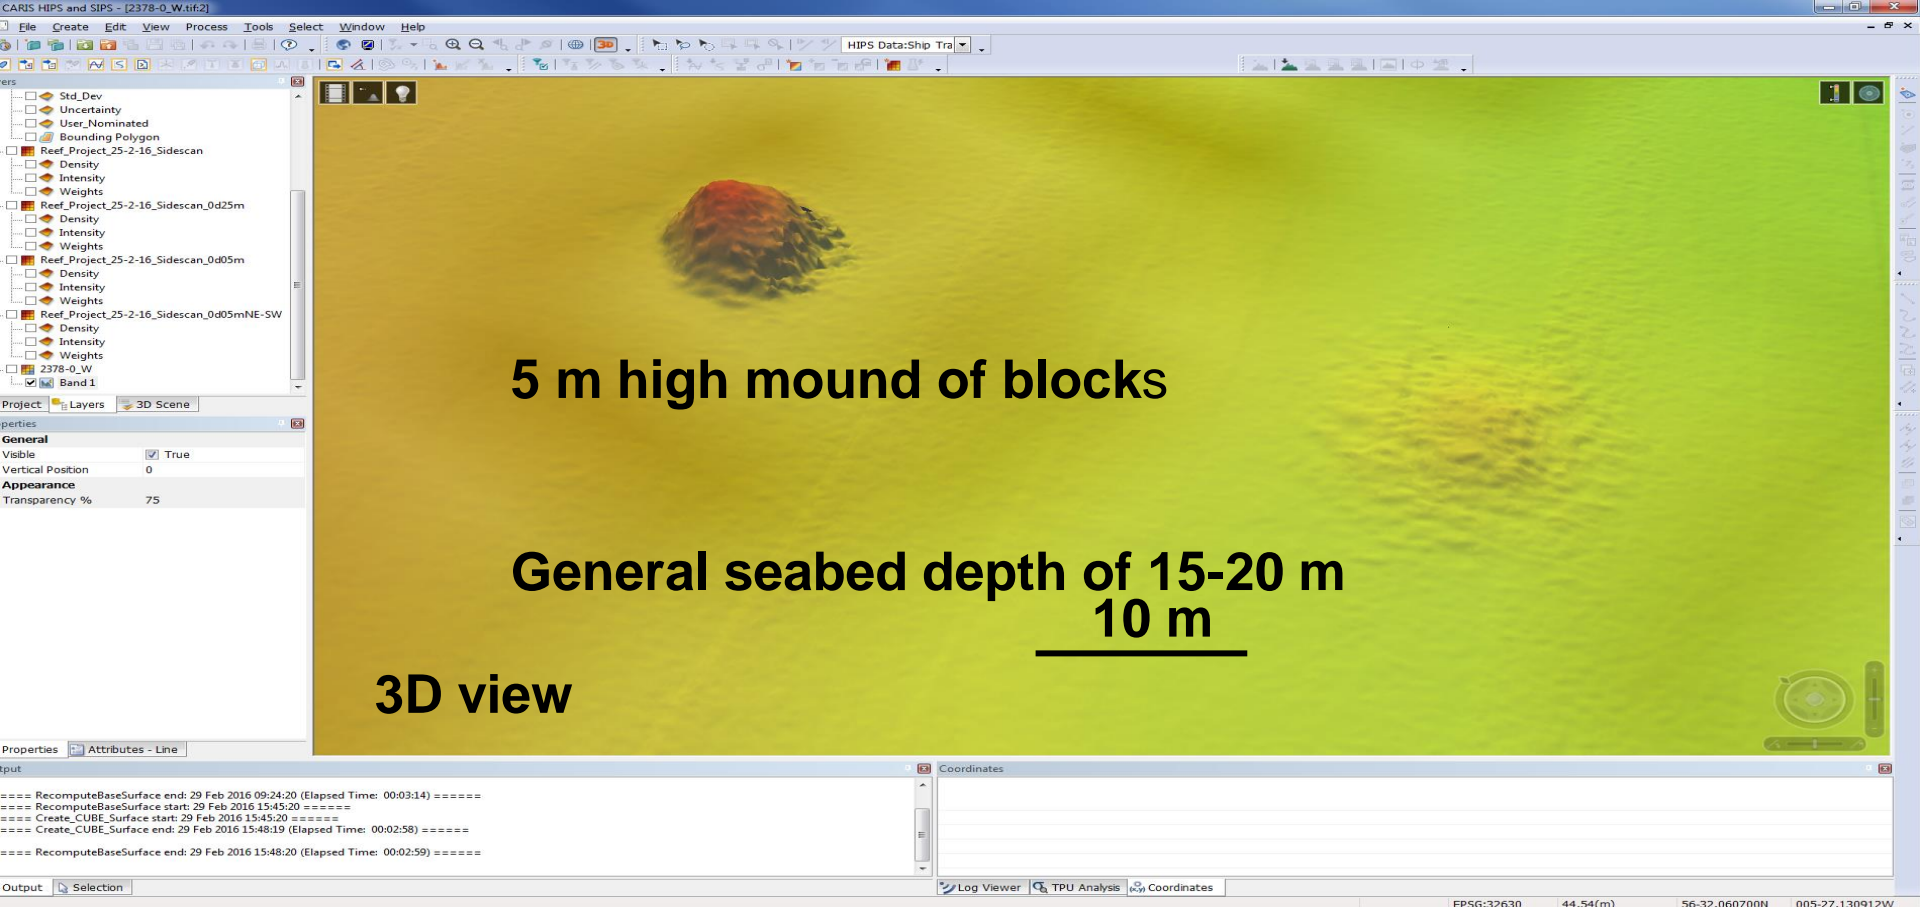 CARIS HIPS and SIPS - [2378-0_W.tif:2]
File Create Edit View Process Tools Select Window Help
3D
HIPS Data:Ship Tra
Std_Dev
Uncertainty
User_Nominated
Bounding Polygon
Reef_Project_25-2-16_Sidescan
Density
Intensity
Weights
Reef_Project_25-2-16_Sidescan_0d25m
Density
Intensity
Weights
Reef_Project_25-2-16_Sidescan_0d05m
Density
Intensity
Weights
Reef_Project_25-2-16_Sidescan_0d05mNE-SW
Density
Intensity
Weights
2378-0_W
Band 1
Project Layers 3D Scene
General
Visible True
Vertical Position 0
Appearance
Transparency % 75
Properties Attributes - Line
5 m high mound of blocks
General seabed depth of 15-20 m
10 m
3D view
==== RecomputeBaseSurface end: 29 Feb 2016 09:24:20 (Elapsed Time: 00:03:14) ======
==== RecomputeBaseSurface start: 29 Feb 2016 15:45:20 ======
==== Create_CUBE_Surface start: 29 Feb 2016 15:45:20 ======
==== Create_CUBE_Surface end: 29 Feb 2016 15:48:19 (Elapsed Time: 00:02:58) ======
==== RecomputeBaseSurface end: 29 Feb 2016 15:48:20 (Elapsed Time: 00:02:59) ======
Output Selection
Coordinates
Log Viewer TPU Analysis Coordinates
EPSG:32630 44.54(m) 56-32.060700N 005-27.130912W